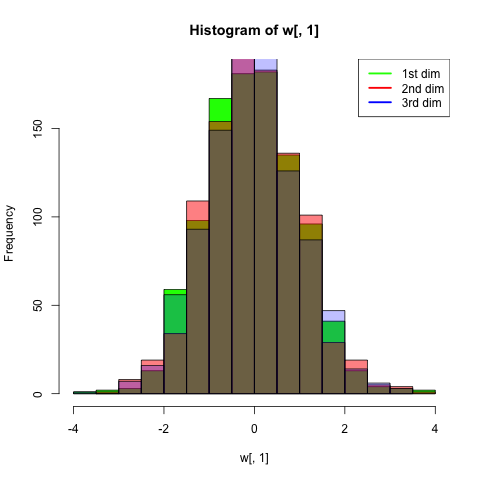 Histogram of w[, 1]
1st dim
2nd dim
3rd dim
Frequency
150
100
50
0
-4
-2
0
2
4
w[, 1]